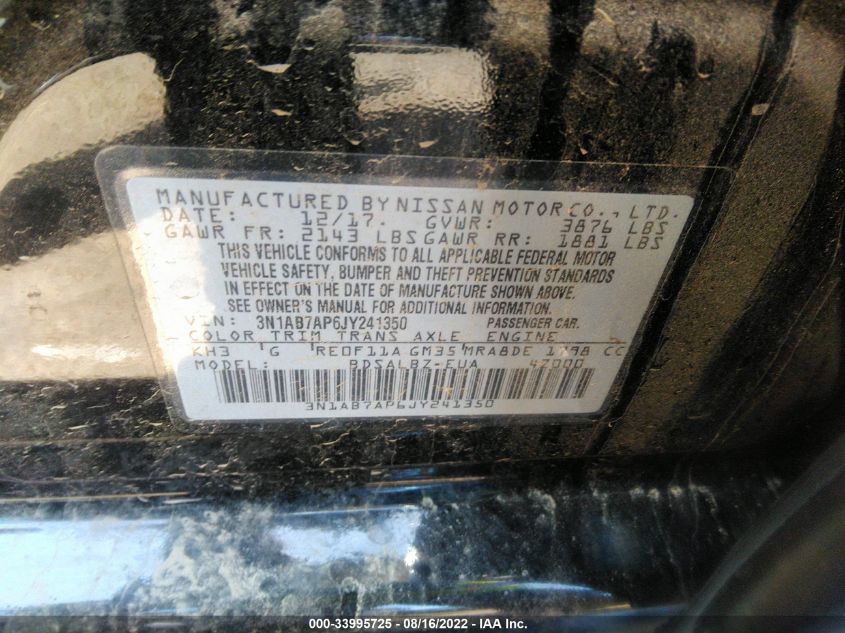 MANUFACTURED BY NISSAN MOTOR CO., LTD.
DATE: 12/17. GVWR: 3876 LBS
GAWR FR: 2143 LBS GAWR RR: 1881 LBS
THIS VEHICLE CONFORMS TO ALL APPLICABLE FEDERAL MOTOR
VEHICLE SAFETY, BUMPER AND THEFT PREVENTION STANDARDS
IN EFFECT ON THE DATE OF MANUFACTURE SHOWN ABOVE.
SEE OWNER'S MANUAL FOR ADDITIONAL INFORMATION.
VIN: 3N1AB7AP6JY241350 PASSENGER CAR.
COLOR TRIM TRANS AXLE ENGINE
KH3 G RE0F11A GM35 MRA8DE 1798 CC
MODEL: BDSALBZ-EUA 4Z000
3N1AB7AP6JY241350
000-33995725 - 08/16/2022 - IAA Inc.